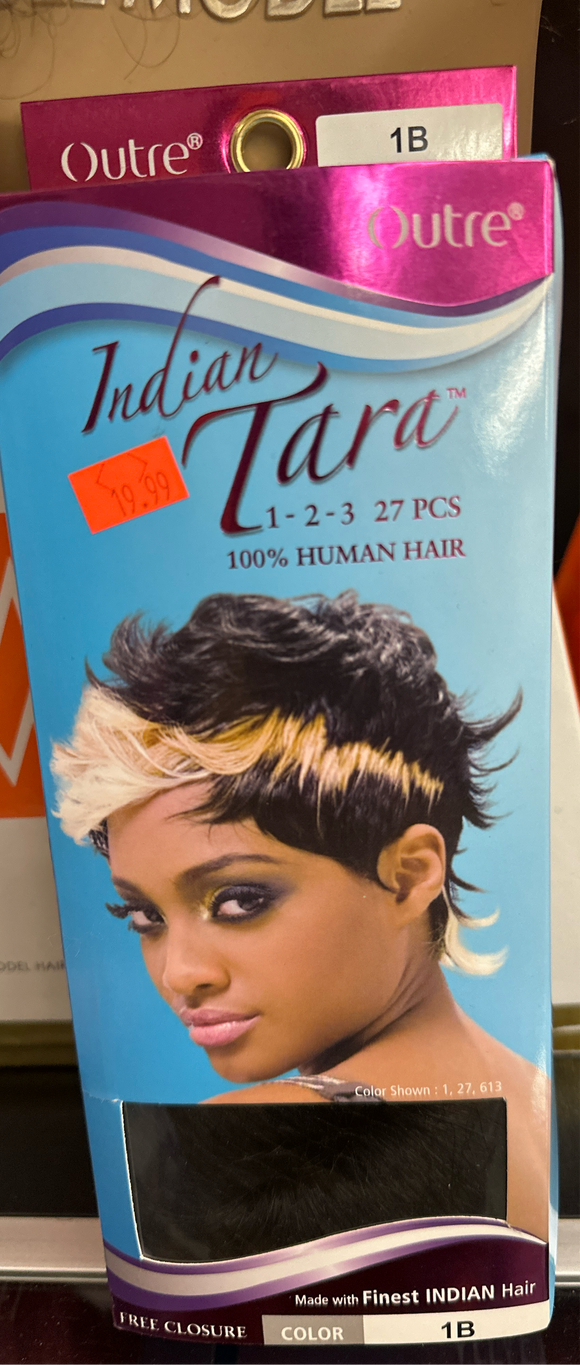 Outre®
1B
Outre®
Indian
Tara™
19.99
1-2-3 27 PCS
100% HUMAN HAIR
Color Shown : 1, 27, 613
Made with Finest INDIAN Hair
FREE CLOSURE
COLOR
1B